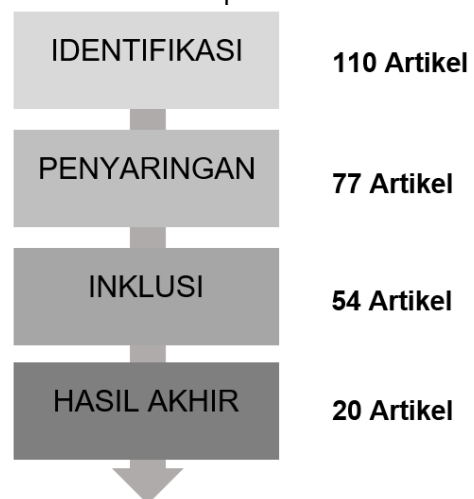 IDENTIFIKASI
110 Artikel
PENYARINGAN
77 Artikel
INKLUSI
54 Artikel
HASIL AKHIR
20 Artikel